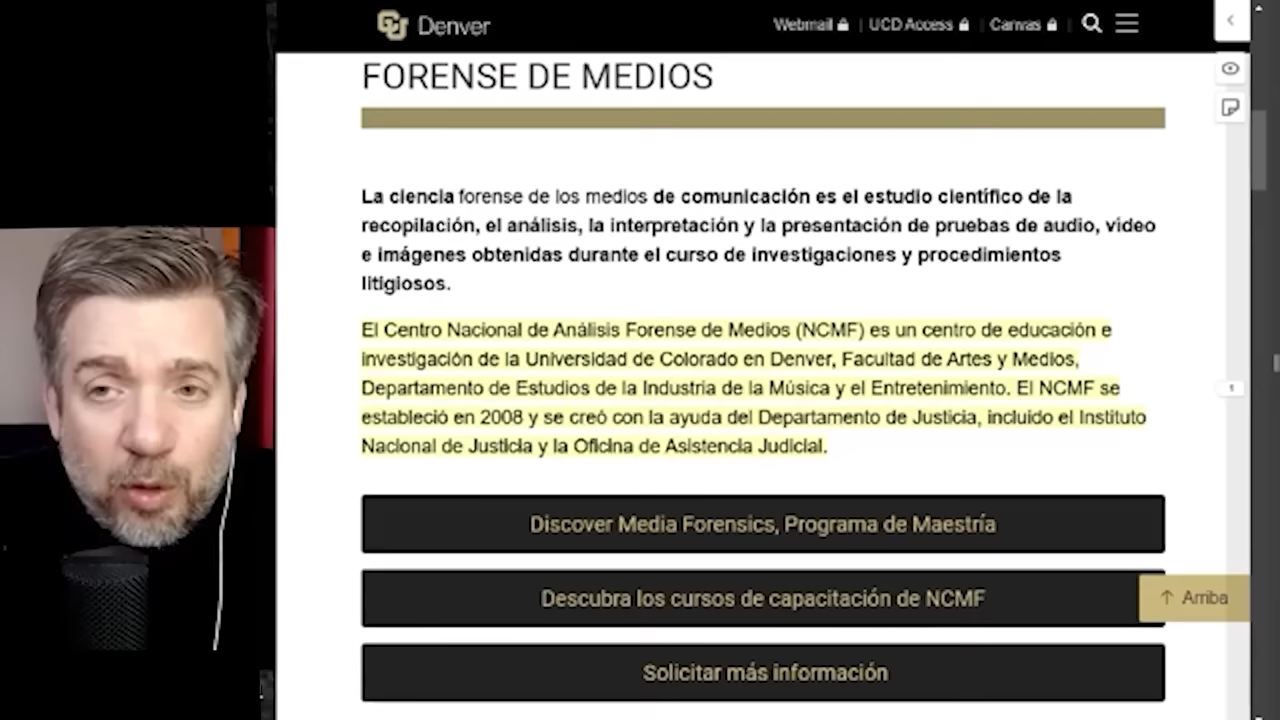 Denver
Webmail | UCD Access | Canvas |
FORENSE DE MEDIOS
La ciencia forense de los medios de comunicación es el estudio científico de la
recopilación, el análisis, la interpretación y la presentación de pruebas de audio, vídeo
e imágenes obtenidas durante el curso de investigaciones y procedimientos
litigiosos.
El Centro Nacional de Análisis Forense de Medios (NCMF) es un centro de educación e
investigación de la Universidad de Colorado en Denver, Facultad de Artes y Medios,
Departamento de Estudios de la Industria de la Música y el Entretenimiento. El NCMF se
estableció en 2008 y se creó con la ayuda del Departamento de Justicia, incluido el Instituto
Nacional de Justicia y la Oficina de Asistencia Judicial.
Discover Media Forensics, Programa de Maestría
Descubra los cursos de capacitación de NCMF
↑ Arriba
Solicitar más información
1